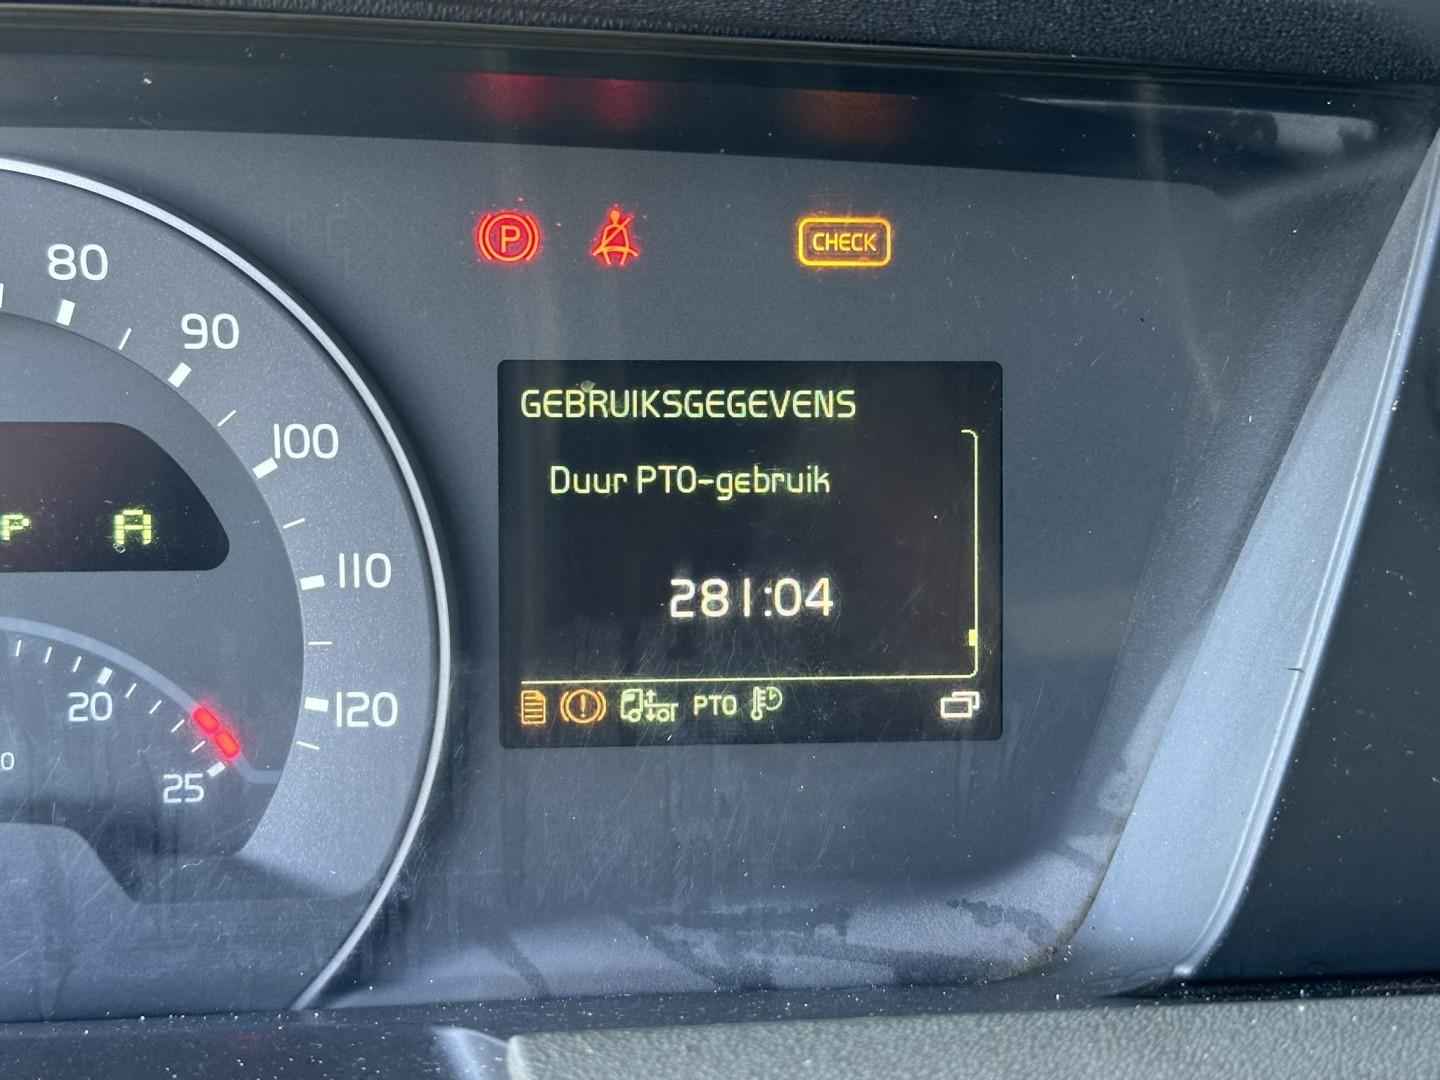 P
CHECK
80
90
100
110
120
P A
20
25
GEBRUIKSGEGEVENS
Duur PTO-gebruik
281:04
PTO